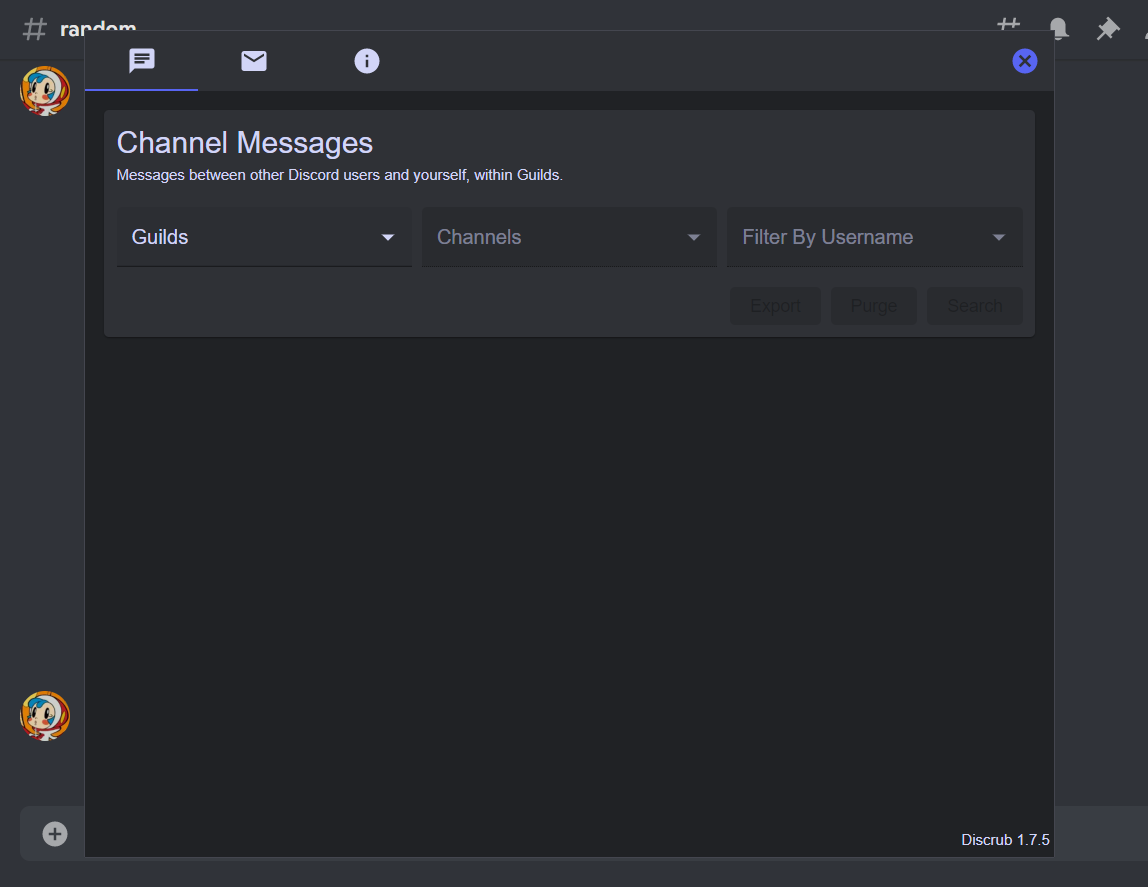 random
Channel Messages
Messages between other Discord users and yourself, within Guilds.
Guilds
Channels
Filter By Username
Export
Purge
Search
Discrub 1.7.5